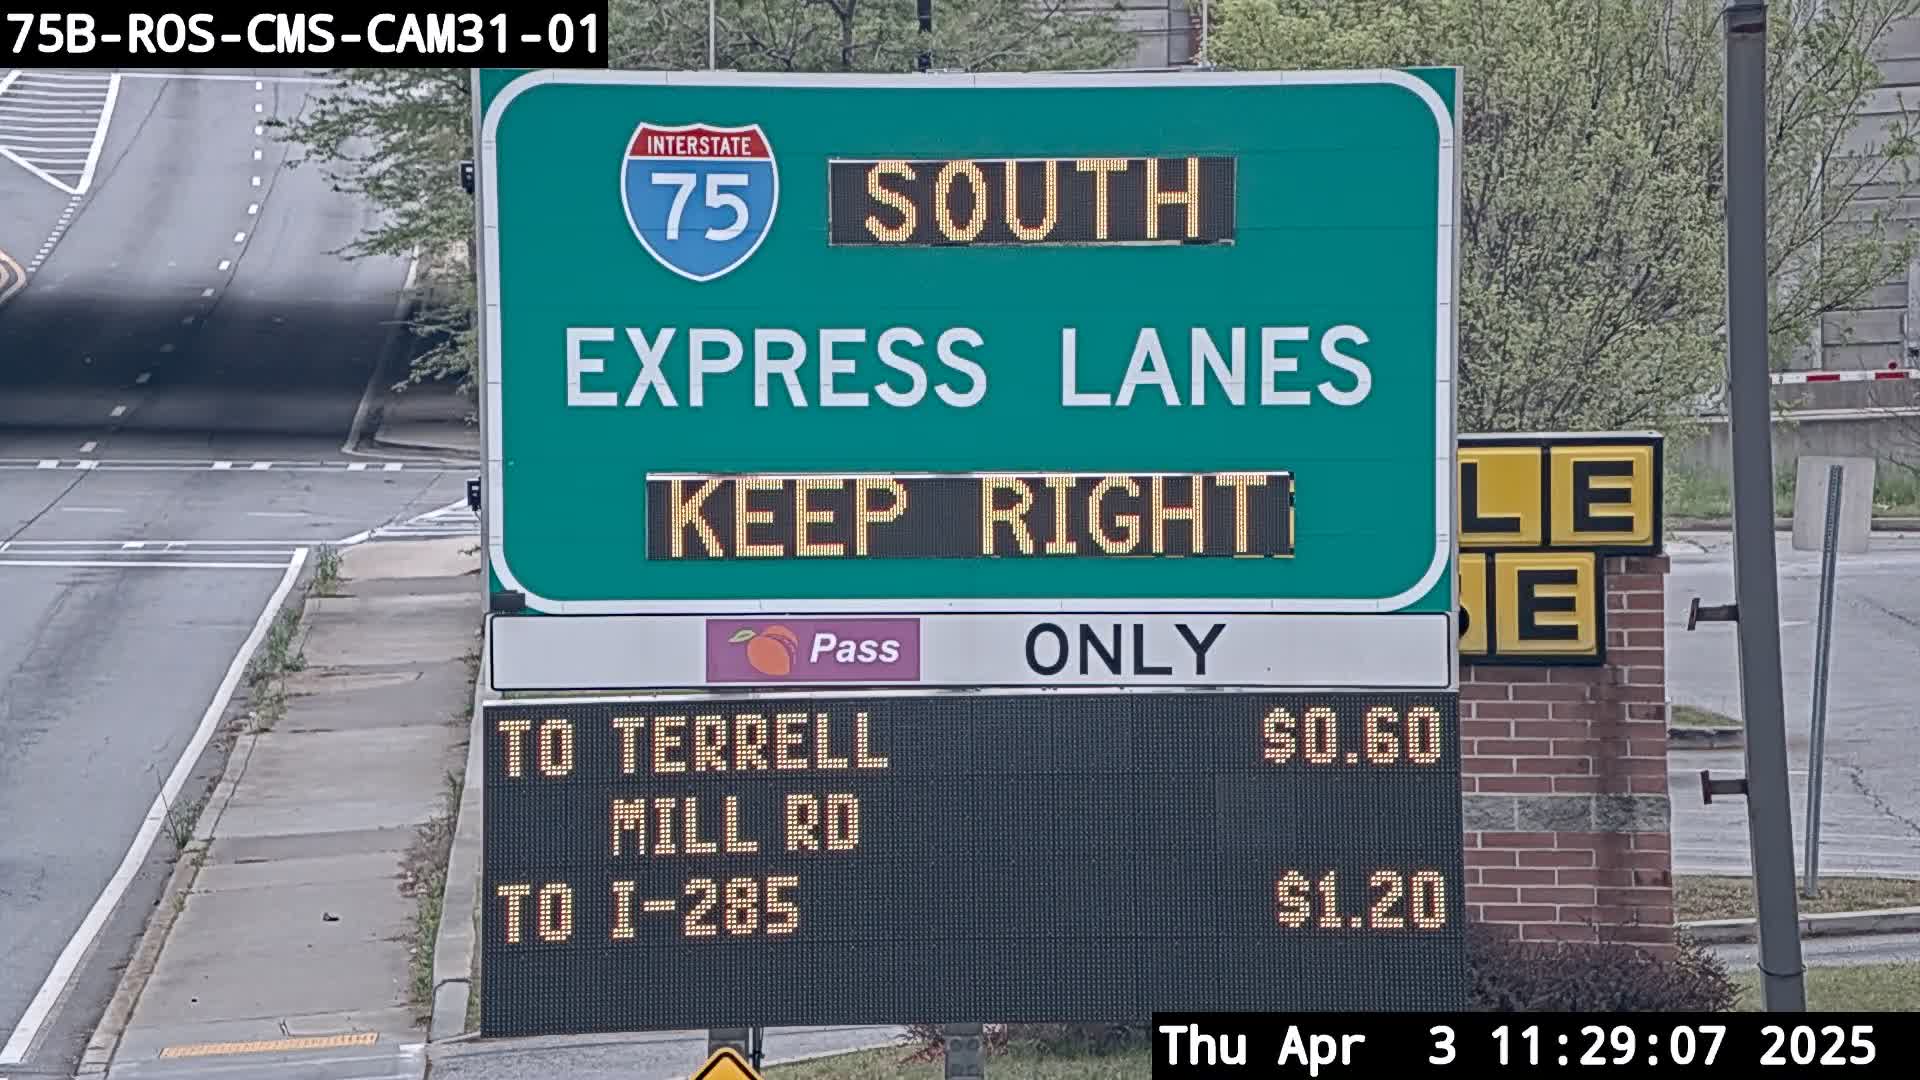 75B-ROS-CMS-CAM31-01
INTERSTATE
75
SOUTH
EXPRESS LANES
KEEP RIGHT
Pass ONLY
TO TERRELL $0.60
MILL RD
TO I-285 $1.20
LE
E
Thu Apr 3 11:29:07 2025